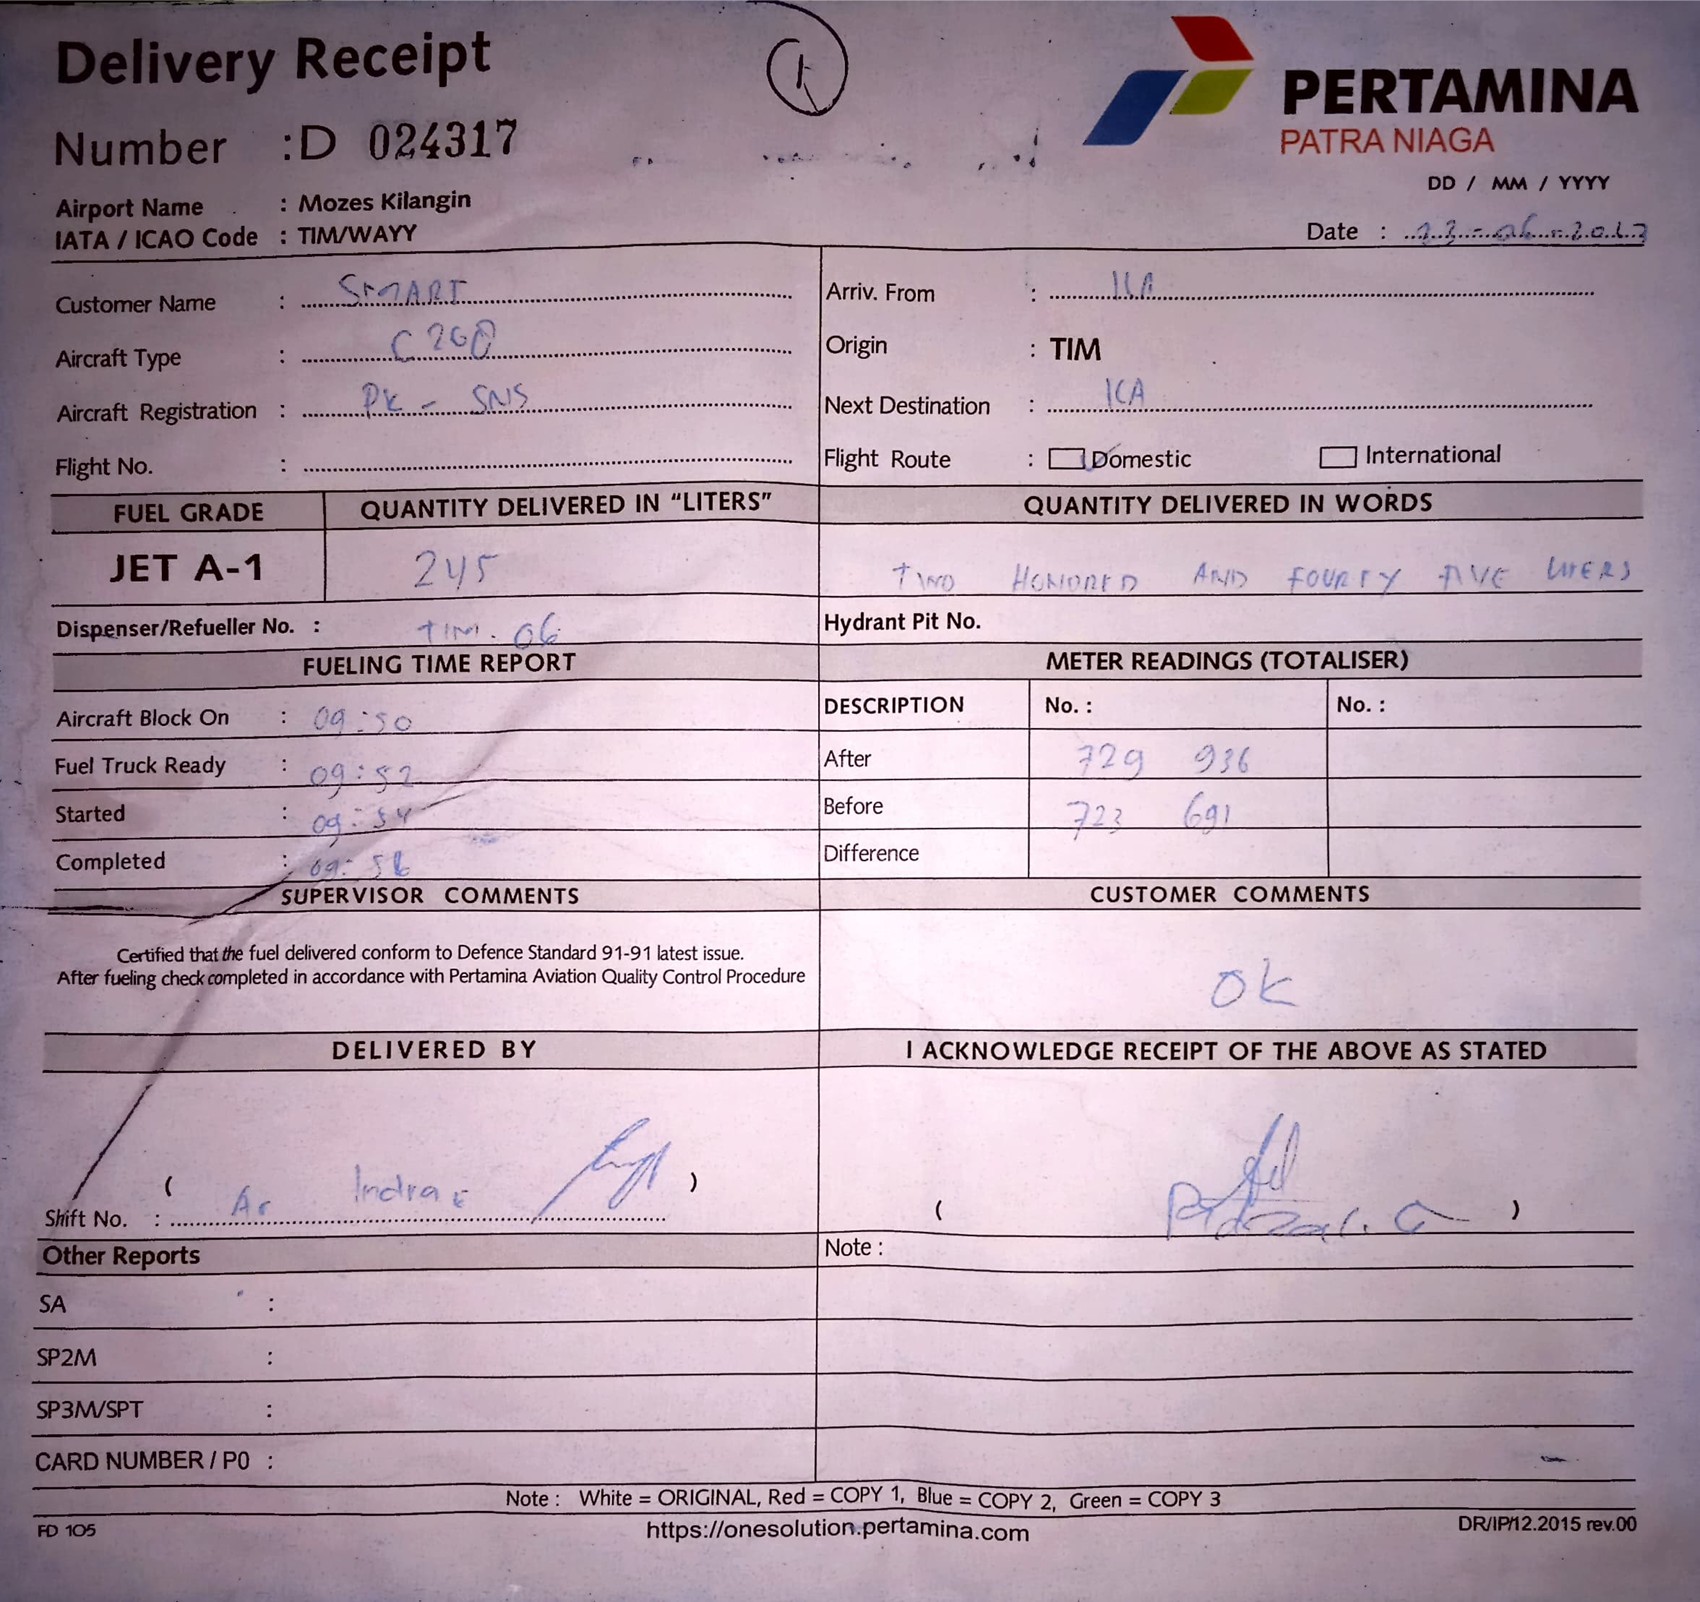 Delivery Receipt
1
PERTAMINA
PATRA NIAGA
Number : D 024317
DD / MM / YYYY
Airport Name : Mozes Kilangin
IATA / ICAO Code : TIM/WAYY
Date :
Customer Name : SMART
Arriv. From :
Aircraft Type :
Origin : TIM
Aircraft Registration : PK - SNS
Next Destination :
Flight No. :
Flight Route : Domestic International
FUEL GRADE QUANTITY DELIVERED IN "LITERS" QUANTITY DELIVERED IN WORDS
JET A-1 245 TWO HONDRED AND FOURTY FIVE LITERS
Dispenser/Refueller No. : TIM. 06
Hydrant Pit No.
FUELING TIME REPORT METER READINGS (TOTALISER)
Aircraft Block On : 09:50
DESCRIPTION No. : No. :
Fuel Truck Ready : 09:52
After 729 936
Started : 09:54
Before 723 691
Completed :
Difference
SUPERVISOR COMMENTS CUSTOMER COMMENTS
Certified that the fuel delivered conform to Defence Standard 91-91 latest issue.
After fueling check completed in accordance with Pertamina Aviation Quality Control Procedure
OK
DELIVERED BY I ACKNOWLEDGE RECEIPT OF THE ABOVE AS STATED
( Indra )
( )
Shift No. :
Other Reports Note :
SA :
SP2M :
SP3M/SPT :
CARD NUMBER / P0 :
Note : White = ORIGINAL, Red = COPY 1, Blue = COPY 2, Green = COPY 3
FD 105 https://onesolution.pertamina.com DR/IP/12.2015 rev.00